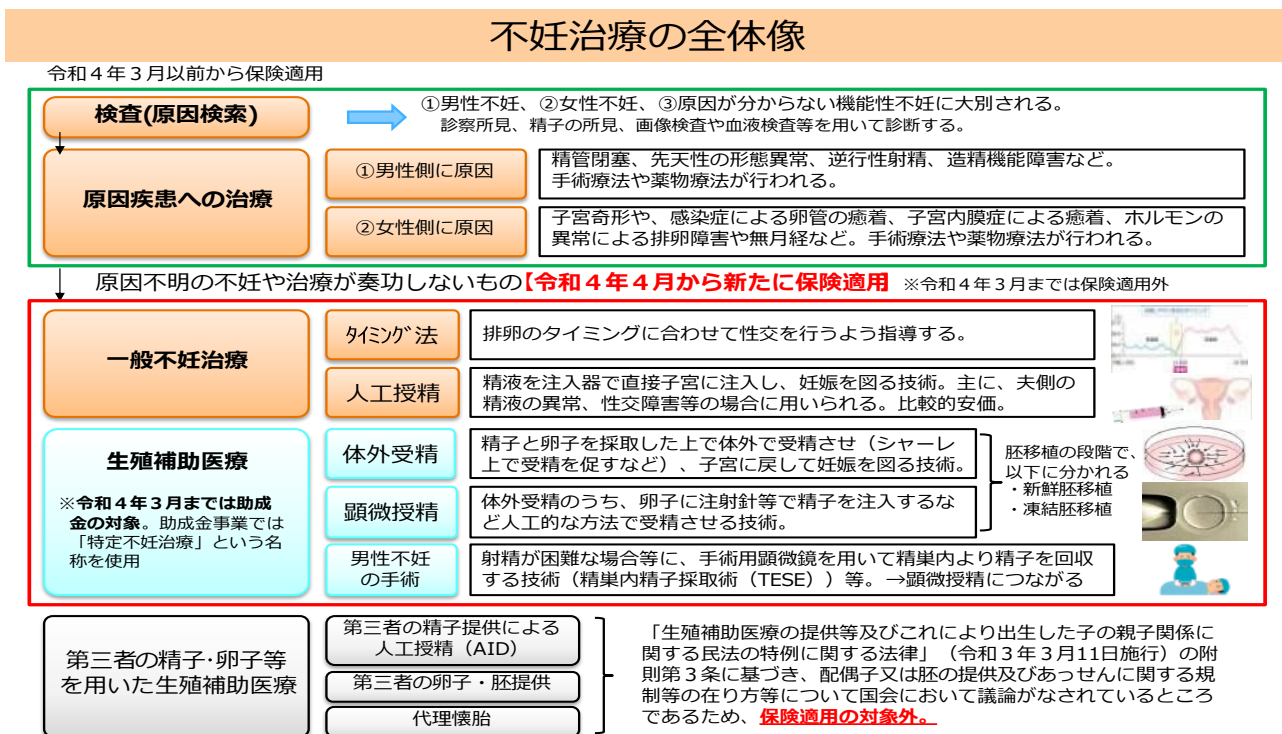 不妊治療の全体像
令和４年３月以前から保険適用
検査(原因検索)
①男性不妊、②女性不妊、③原因が分からない機能性不妊に大別される。
診察所見、精子の所見、画像検査や血液検査等を用いて診断する。
原因疾患への治療
①男性側に原因
精管閉塞、先天性の形態異常、逆行性射精、造精機能障害など。
手術療法や薬物療法が行われる。
②女性側に原因
子宮奇形や、感染症による卵管の癒着、子宮内膜症による癒着、ホルモンの
異常による排卵障害や無月経など。手術療法や薬物療法が行われる。
原因不明の不妊や治療が奏功しないもの【令和４年４月から新たに保険適用】 ※令和４年３月までは保険適用外
一般不妊治療
ﾀｲﾐﾝｸﾞ法
排卵のタイミングに合わせて性交を行うよう指導する。
人工授精
精液を注入器で直接子宮に注入し、妊娠を図る技術。主に、夫側の
精液の異常、性交障害等の場合に用いられる。比較的安価。
生殖補助医療
※令和４年３月までは助成
金の対象。助成金事業では
「特定不妊治療」という名
称を使用
体外受精
精子と卵子を採取した上で体外で受精させ（シャーレ
上で受精を促すなど）、子宮に戻して妊娠を図る技術。
顕微授精
体外受精のうち、卵子に注射針等で精子を注入するな
ど人工的な方法で受精させる技術。
胚移植の段階で、
以下に分かれる
・新鮮胚移植
・凍結胚移植
男性不妊
の手術
射精が困難な場合等に、手術用顕微鏡を用いて精巣内より精子を回収
する技術（精巣内精子採取術（TESE））等。→顕微授精につながる
第三者の精子･卵子等
を用いた生殖補助医療
第三者の精子提供による
人工授精（AID）
第三者の卵子・胚提供
代理懐胎
「生殖補助医療の提供等及びこれにより出生した子の親子関係に
関する民法の特例に関する法律」（令和３年３月11日施行）の附
則第３条に基づき、配偶子又は胚の提供及びあっせんに関する規
制等の在り方等について国会において議論がなされているところ
であるため、保険適用の対象外。